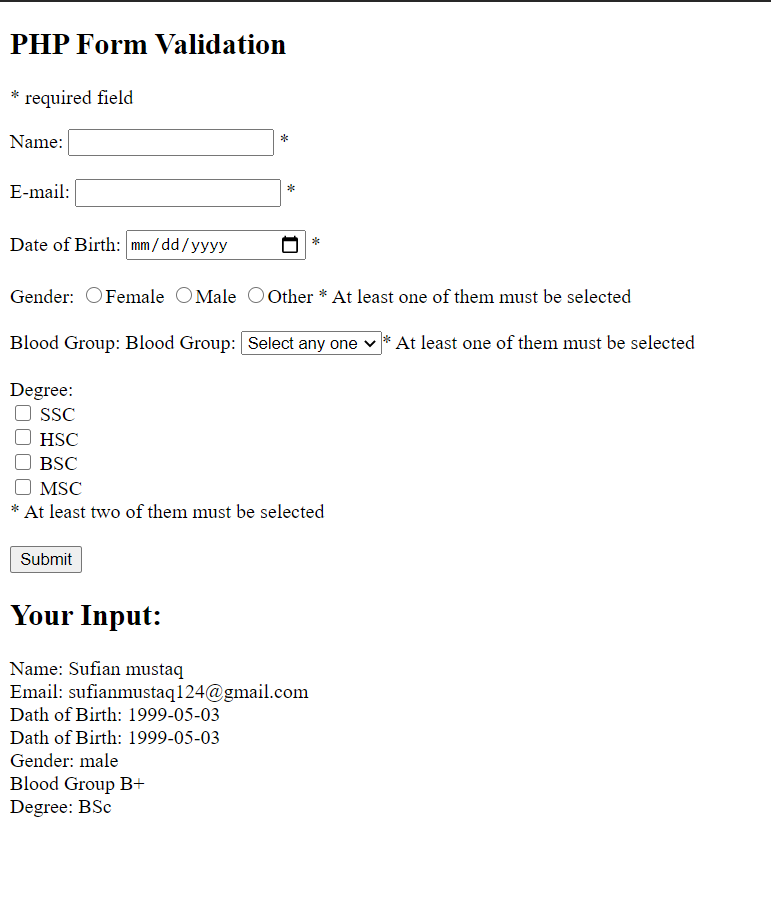 PHP Form Validation
* required field
Name: *
E-mail: *
Date of Birth: mm/dd/yyyy *
Gender: Female Male Other * At least one of them must be selected
Blood Group: Blood Group: Select any one * At least one of them must be selected
Degree:
SSC
HSC
BSC
MSC
* At least two of them must be selected
Submit
Your Input:
Name: Sufian mustaq
Email: sufianmustaq124@gmail.com
Dath of Birth: 1999-05-03
Dath of Birth: 1999-05-03
Gender: male
Blood Group B+
Degree: BSc